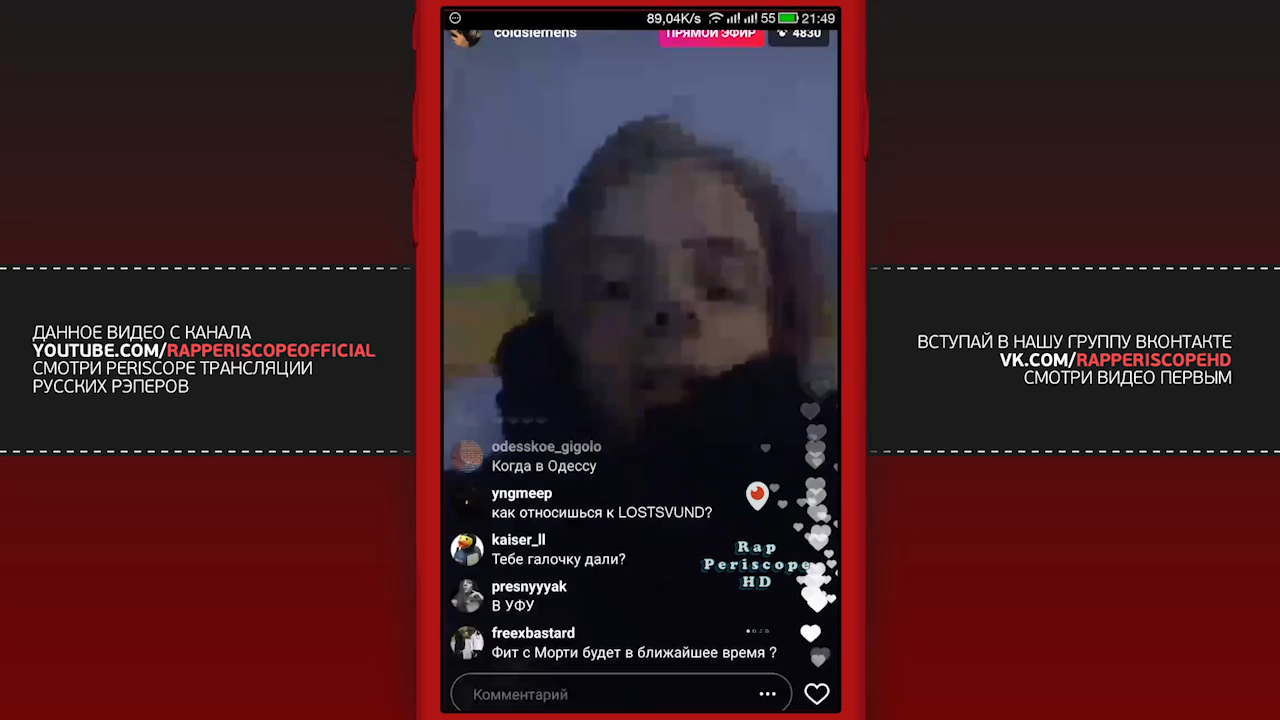 89,04K/s 55 21:49
coldsiemens
ПРЯМОЙ ЭФИР 4830
ДАННОЕ ВИДЕО С КАНАЛА
YOUTUBE.COM/RAPPERISCOPEOFFICIAL
СМОТРИ PERISCOPE ТРАНСЛЯЦИИ
РУССКИХ РЭПЕРОВ
ВСТУПАЙ В НАШУ ГРУППУ ВКОНТАКТЕ
VK.COM/RAPPERISCOPEHD
СМОТРИ ВИДЕО ПЕРВЫМ
odesskoe_gigolo
Когда в Одессу
yngmeep
как относишься к LOSTSVUND?
kaiser_ll
Тебе галочку дали?
presnyyyak
В УФУ
freexbastard
Фит с Морти будет в ближайшее время ?
Rap
Periscope
HD
Комментарий